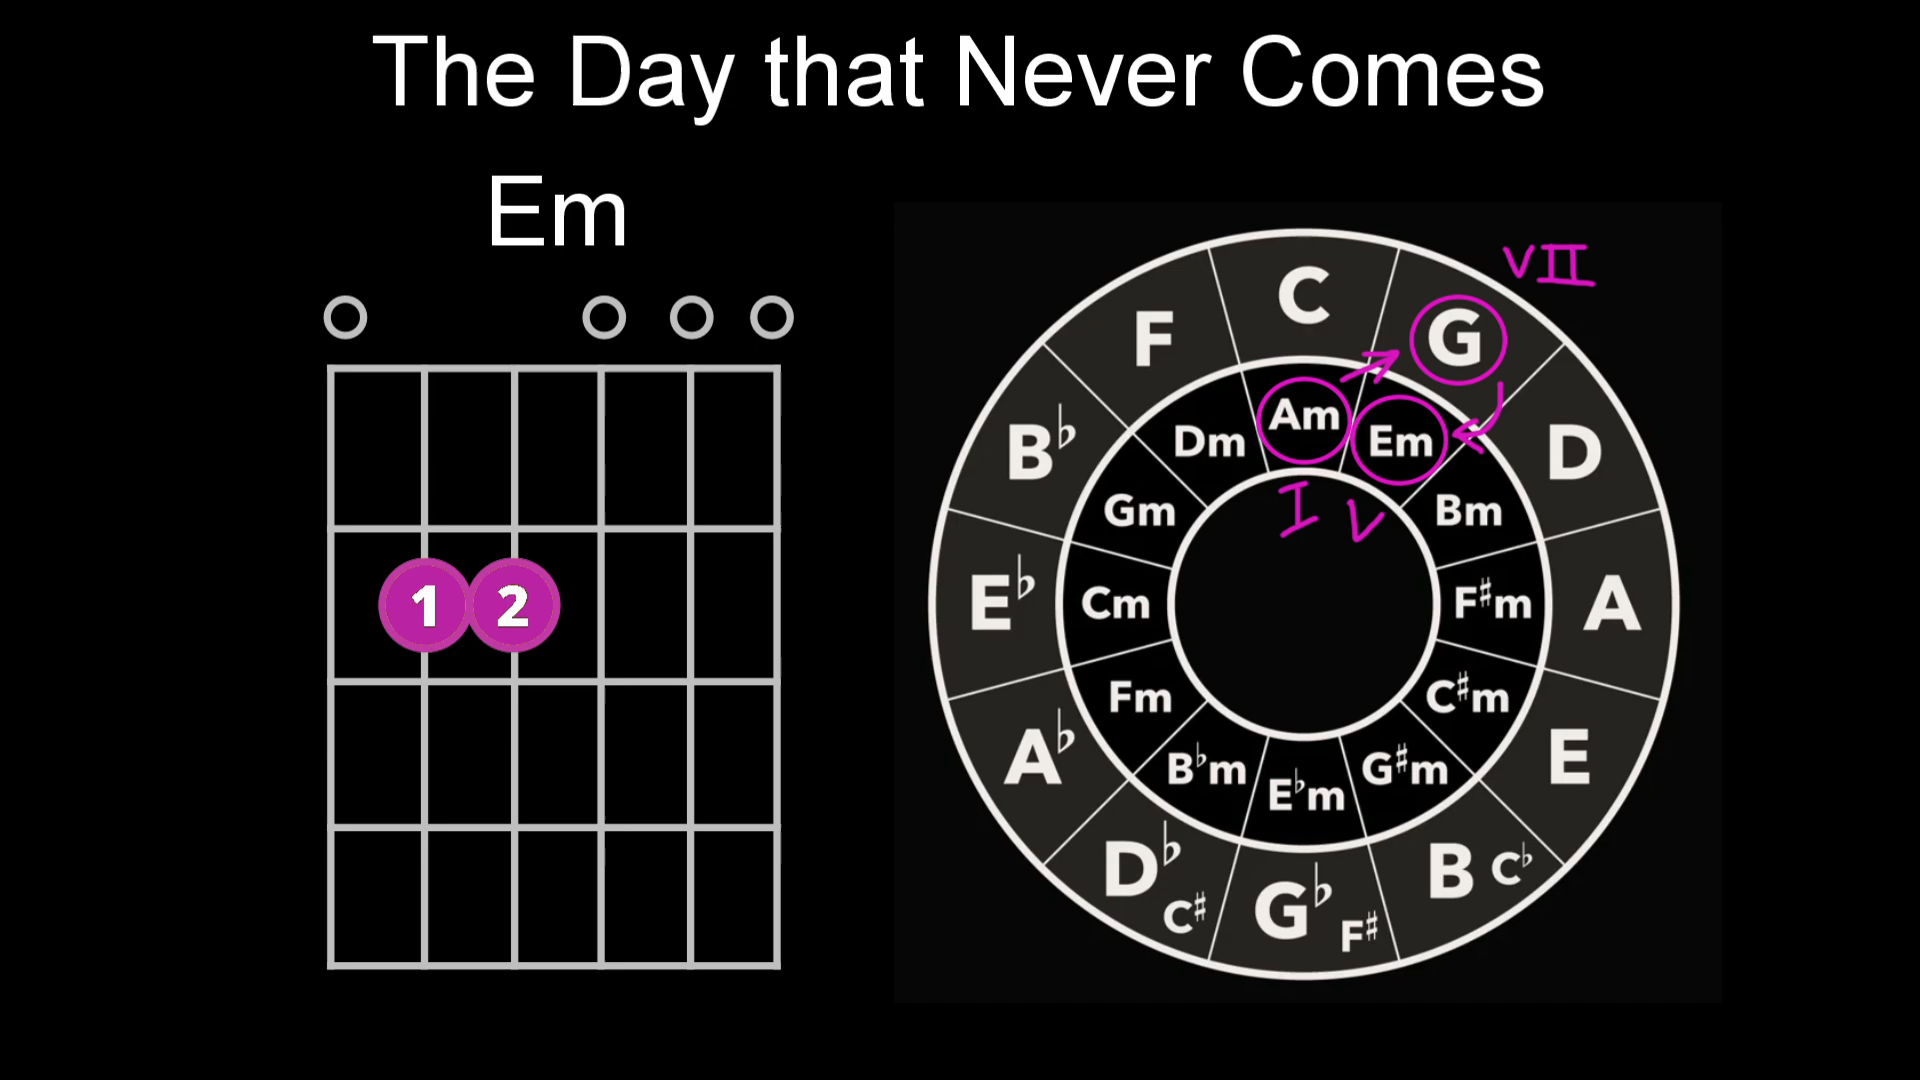 The Day that Never Comes
Em
1 2
VII
C
F G
B♭ D
E♭ A
A♭ E
D♭ C♯ G♭ F♯ B C♭
Am
Dm Em
Gm Bm
Cm F♯m
Fm C♯m
B♭m E♭m G♯m
I V